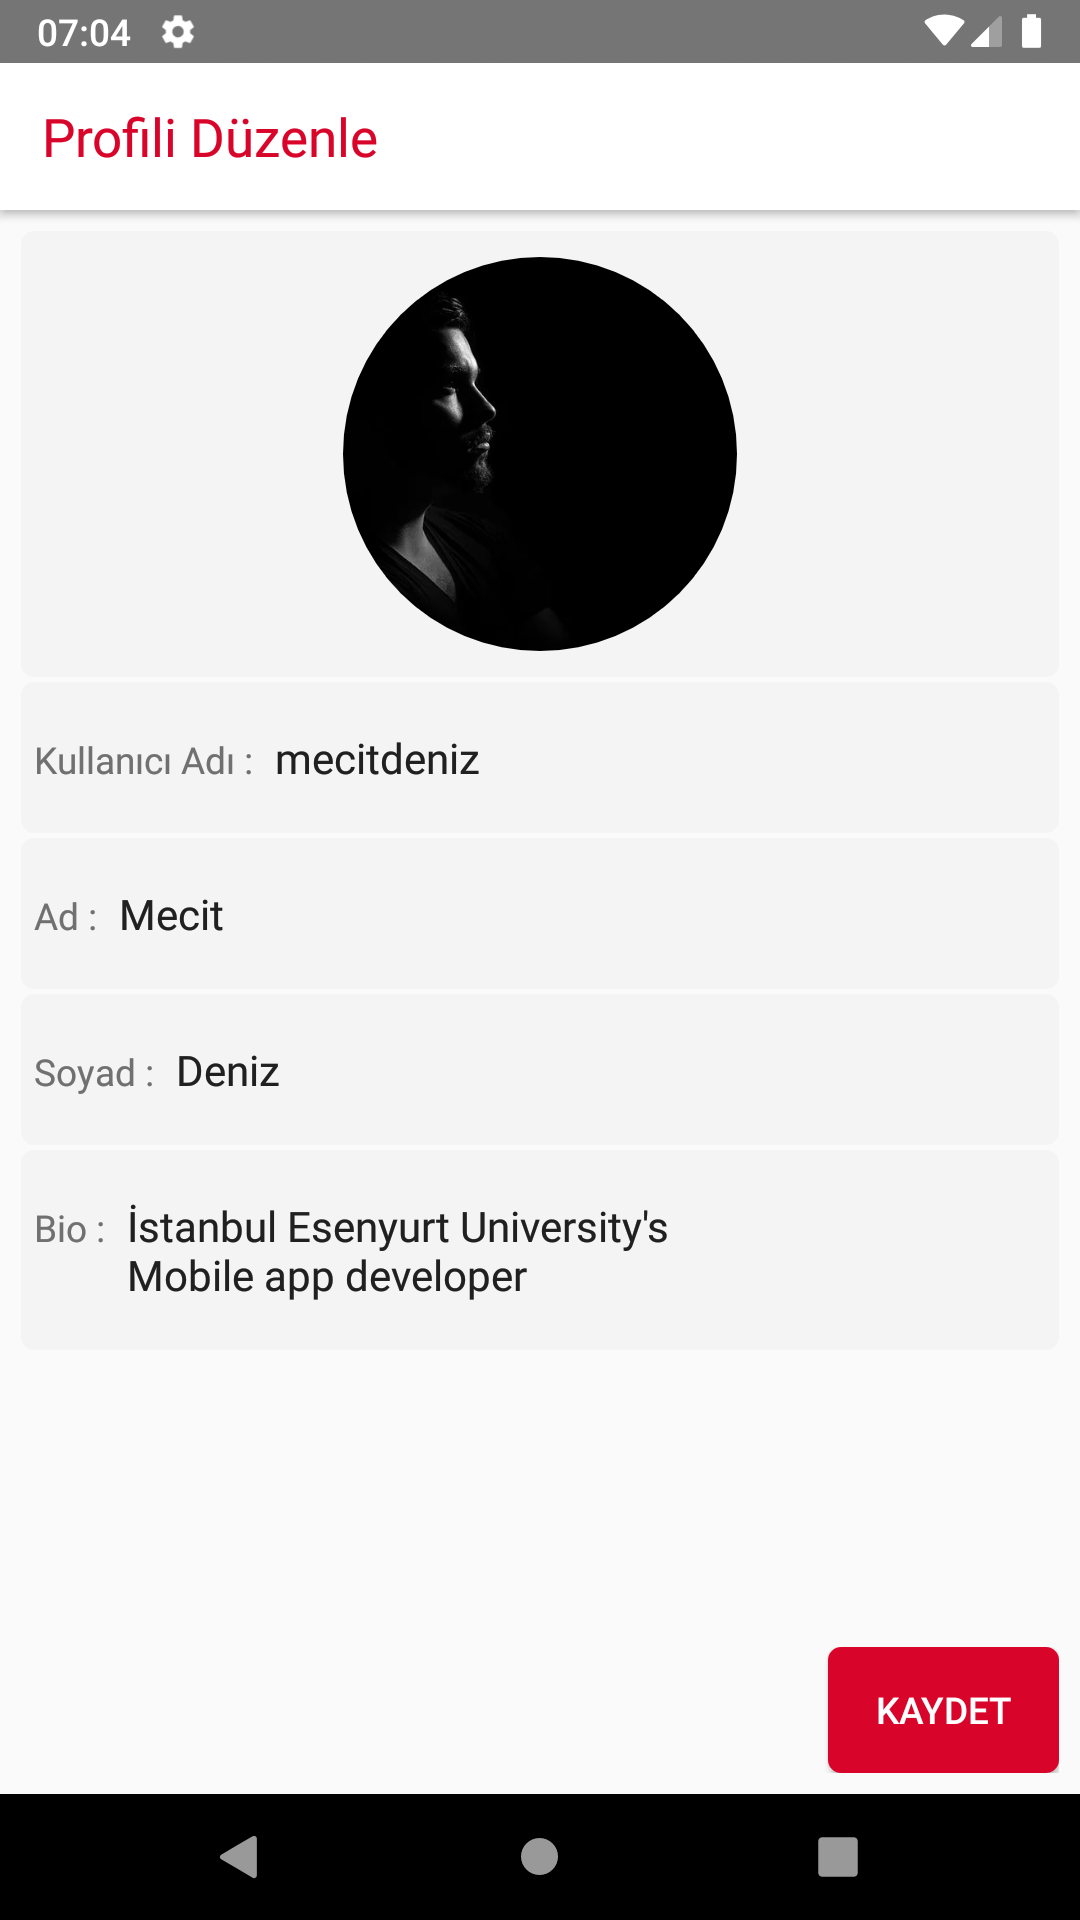 07:04
Profili Düzenle
Kullanıcı Adı : mecitdeniz
Ad : Mecit
Soyad : Deniz
Bio : İstanbul Esenyurt University's
Mobile app developer
KAYDET